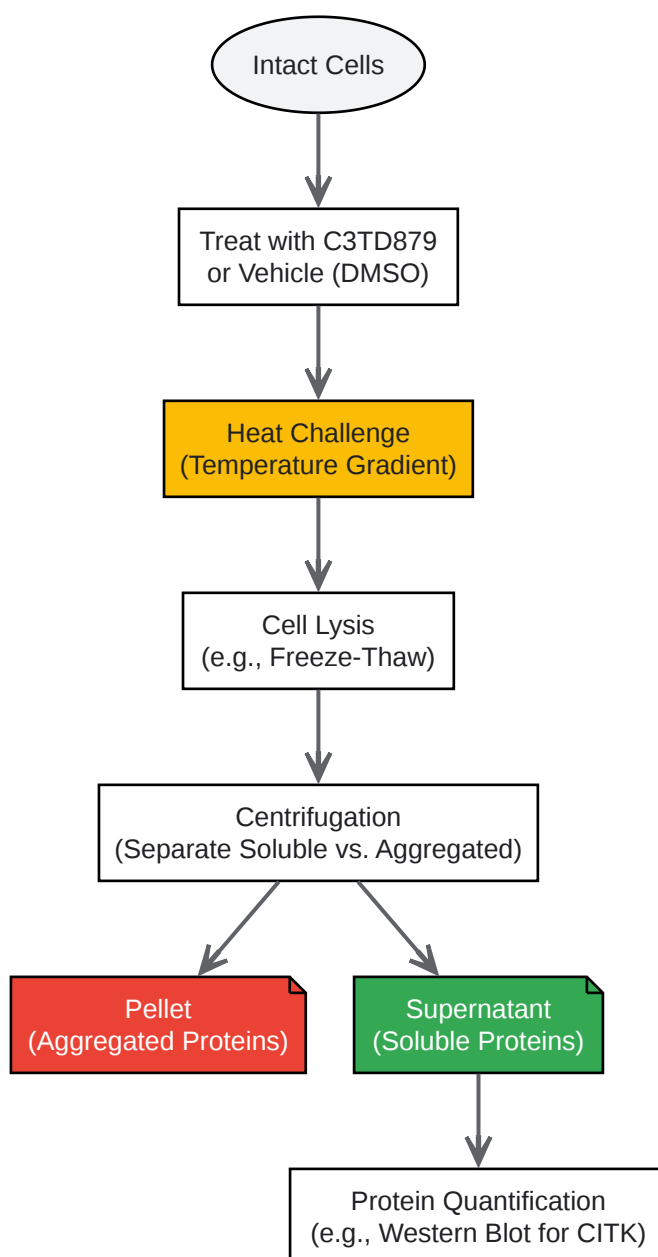 Intact Cells
Treat with C3TD879
or Vehicle (DMSO)
Heat Challenge
(Temperature Gradient)
Cell Lysis
(e.g., Freeze-Thaw)
Centrifugation
(Separate Soluble vs. Aggregated)
Pellet
(Aggregated Proteins)
Supernatant
(Soluble Proteins)
Protein Quantification
(e.g., Western Blot for CITK)